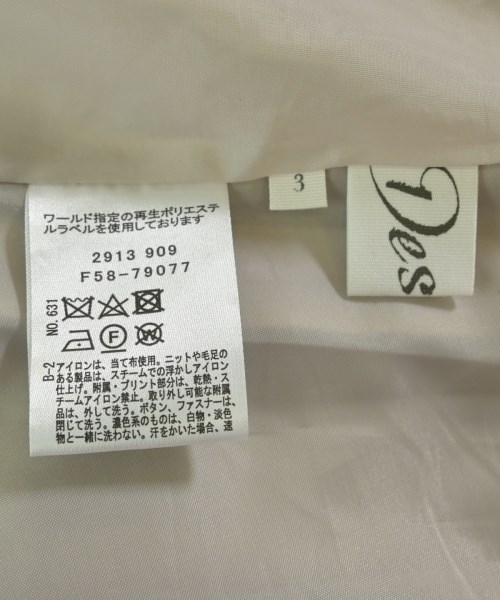 ワールド指定の再生ポリエステ
ルラベルを使用しております
2913 909
F58-79077
NO.631
B-2
アイロンは、当て布使用。ニットや毛足の
ある製品は、スチームでの浮かしアイロン
仕上げ。附属・プリント部分は、乾熱・ス
チームアイロン禁止。取り外し可能な附属
品は、外して洗う。ボタン、ファスナーは、
閉じて洗う。濃色系のものは、白物・淡色
物と一緒に洗わない。汗をかいた場合、速
F
W
3
Des